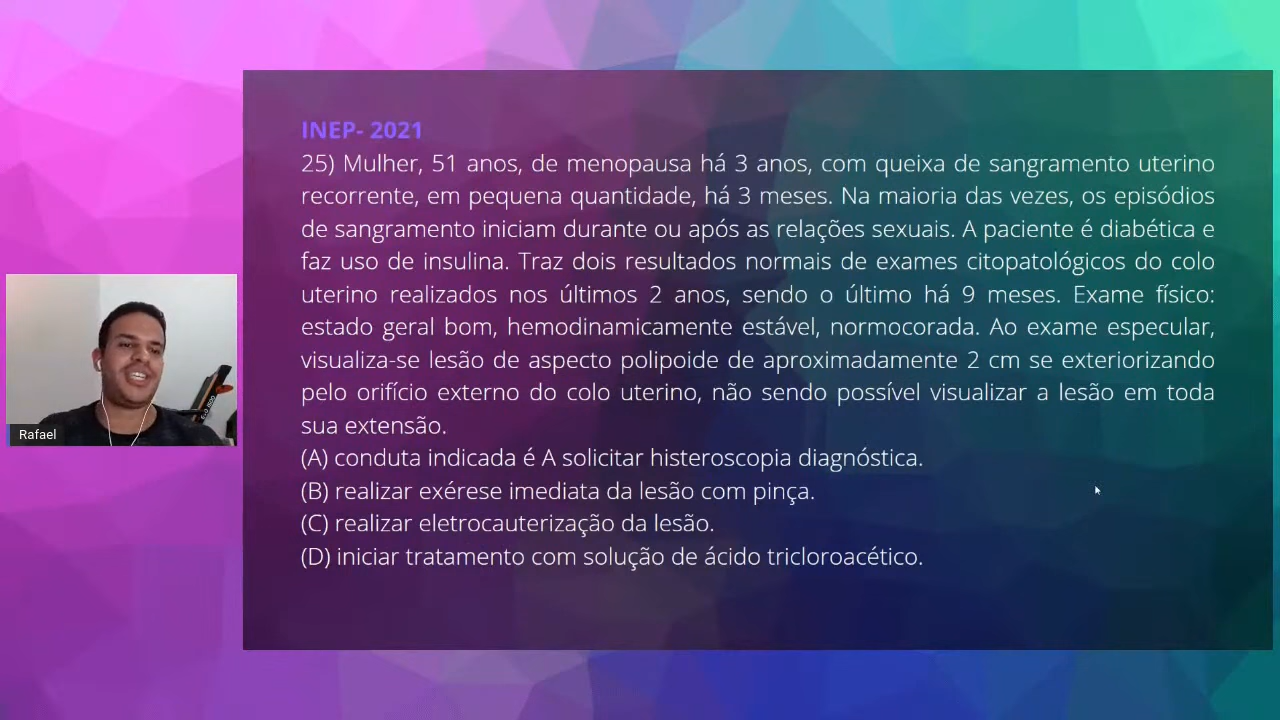 INEP- 2021
25) Mulher, 51 anos, de menopausa há 3 anos, com queixa de sangramento uterino
recorrente, em pequena quantidade, há 3 meses. Na maioria das vezes, os episódios
de sangramento iniciam durante ou após as relações sexuais. A paciente é diabética e
faz uso de insulina. Traz dois resultados normais de exames citopatológicos do colo
uterino realizados nos últimos 2 anos, sendo o último há 9 meses. Exame físico:
estado geral bom, hemodinamicamente estável, normocorada. Ao exame especular,
visualiza-se lesão de aspecto polipoide de aproximadamente 2 cm se exteriorizando
pelo orifício externo do colo uterino, não sendo possível visualizar a lesão em toda
sua extensão.
(A) conduta indicada é A solicitar histeroscopia diagnóstica.
(B) realizar exérese imediata da lesão com pinça.
(C) realizar eletrocauterização da lesão.
(D) iniciar tratamento com solução de ácido tricloroacético.
Rafael